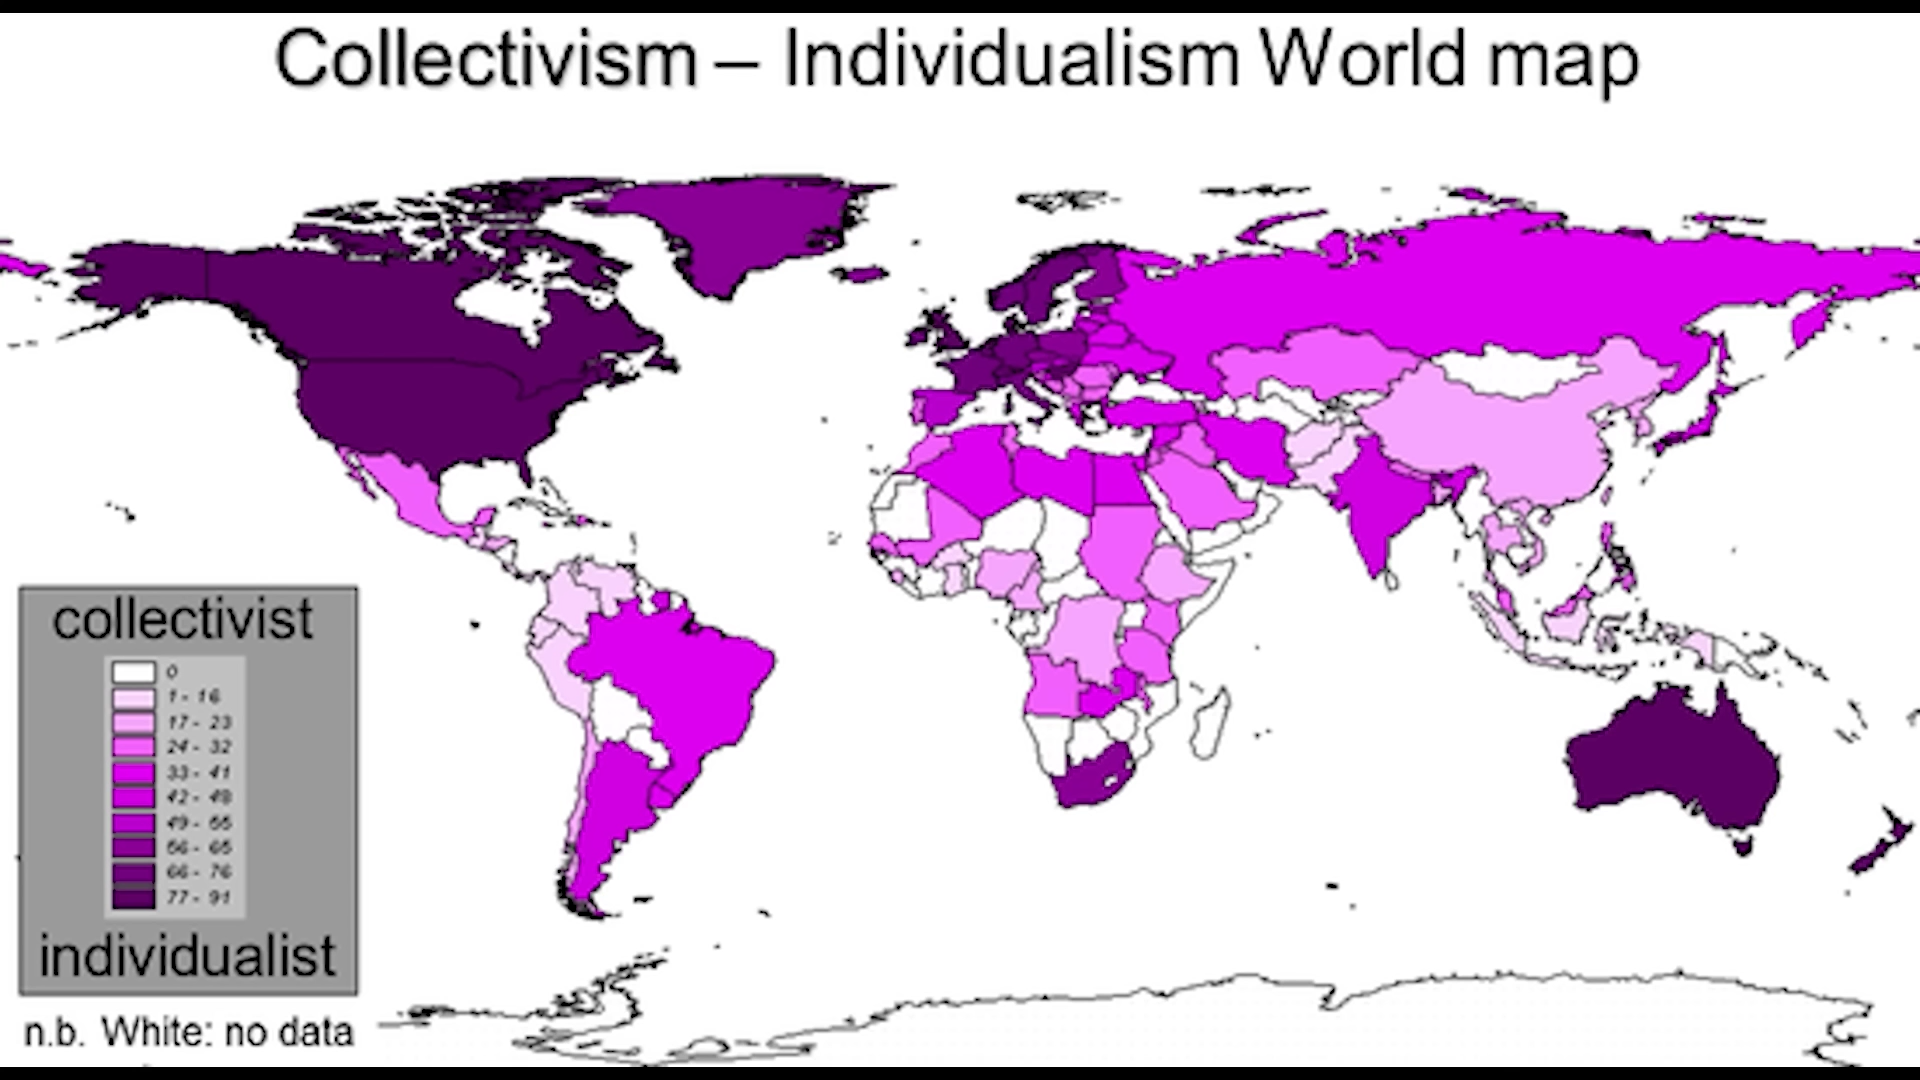 Collectivism – Individualism World map
collectivist
0
1 - 16
17 - 23
24 - 32
33 - 41
42 - 48
49 - 55
56 - 65
66 - 76
77 - 91
individualist
n.b. White: no data